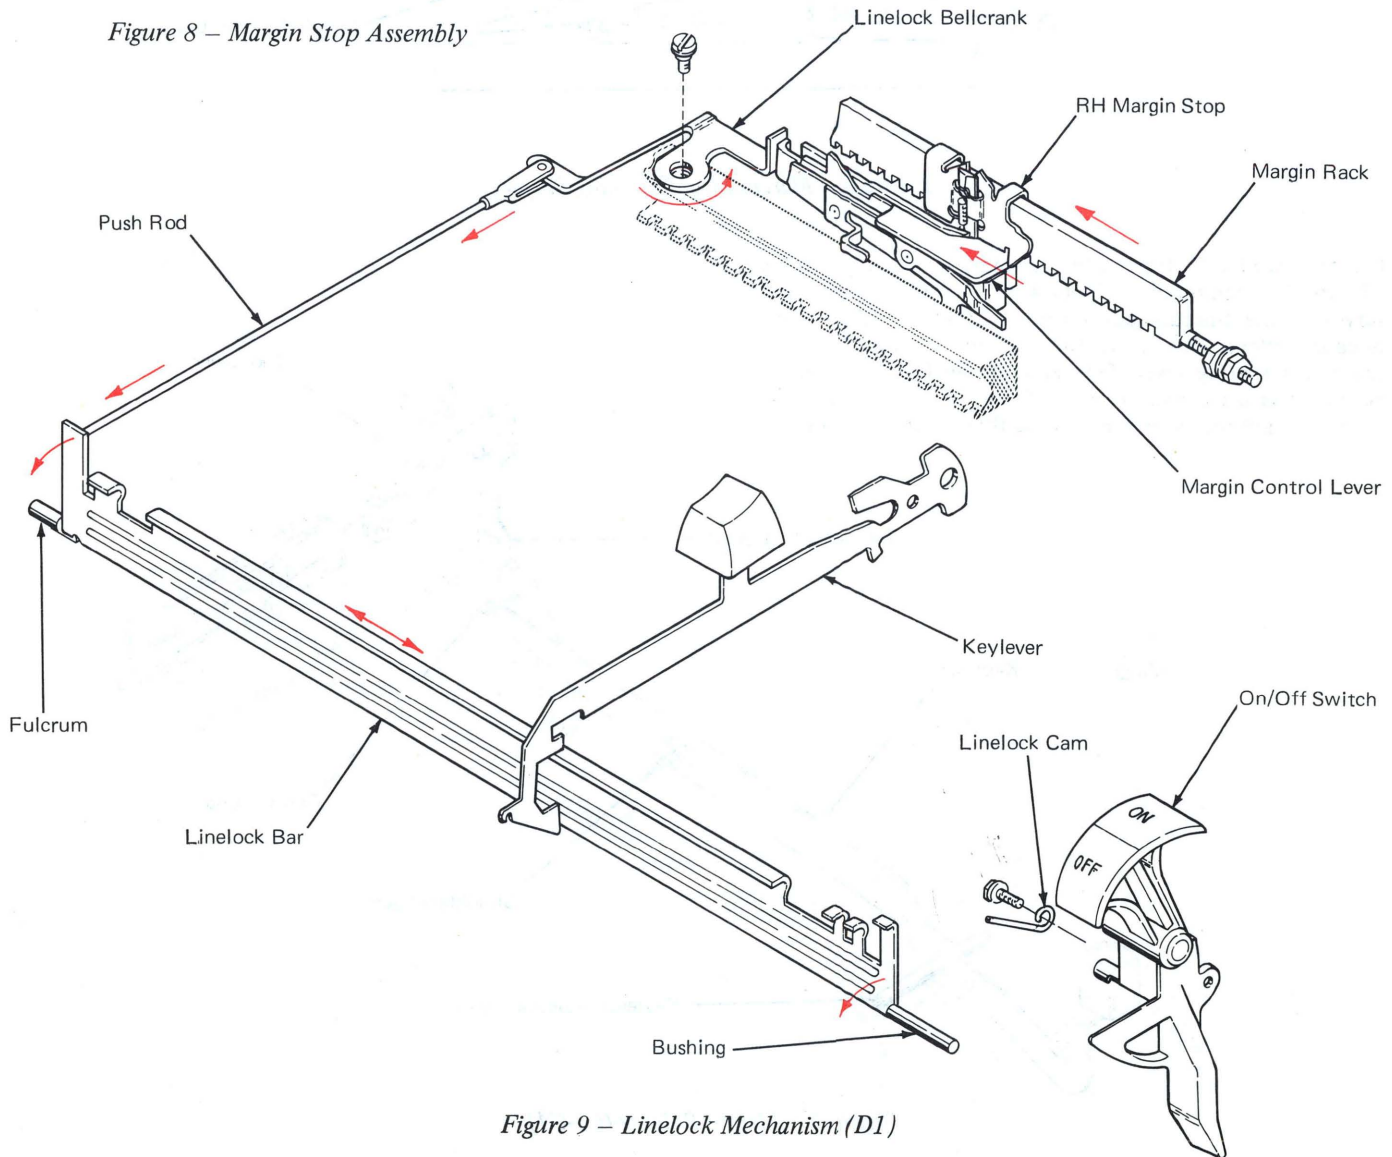 Figure 8 – Margin Stop Assembly
Linelock Bellcrank
RH Margin Stop
Margin Rack
Push Rod
Margin Control Lever
Keylever
Fulcrum
On/Off Switch
Linelock Cam
ON
OFF
Linelock Bar
Bushing
Figure 9 – Linelock Mechanism (D1)